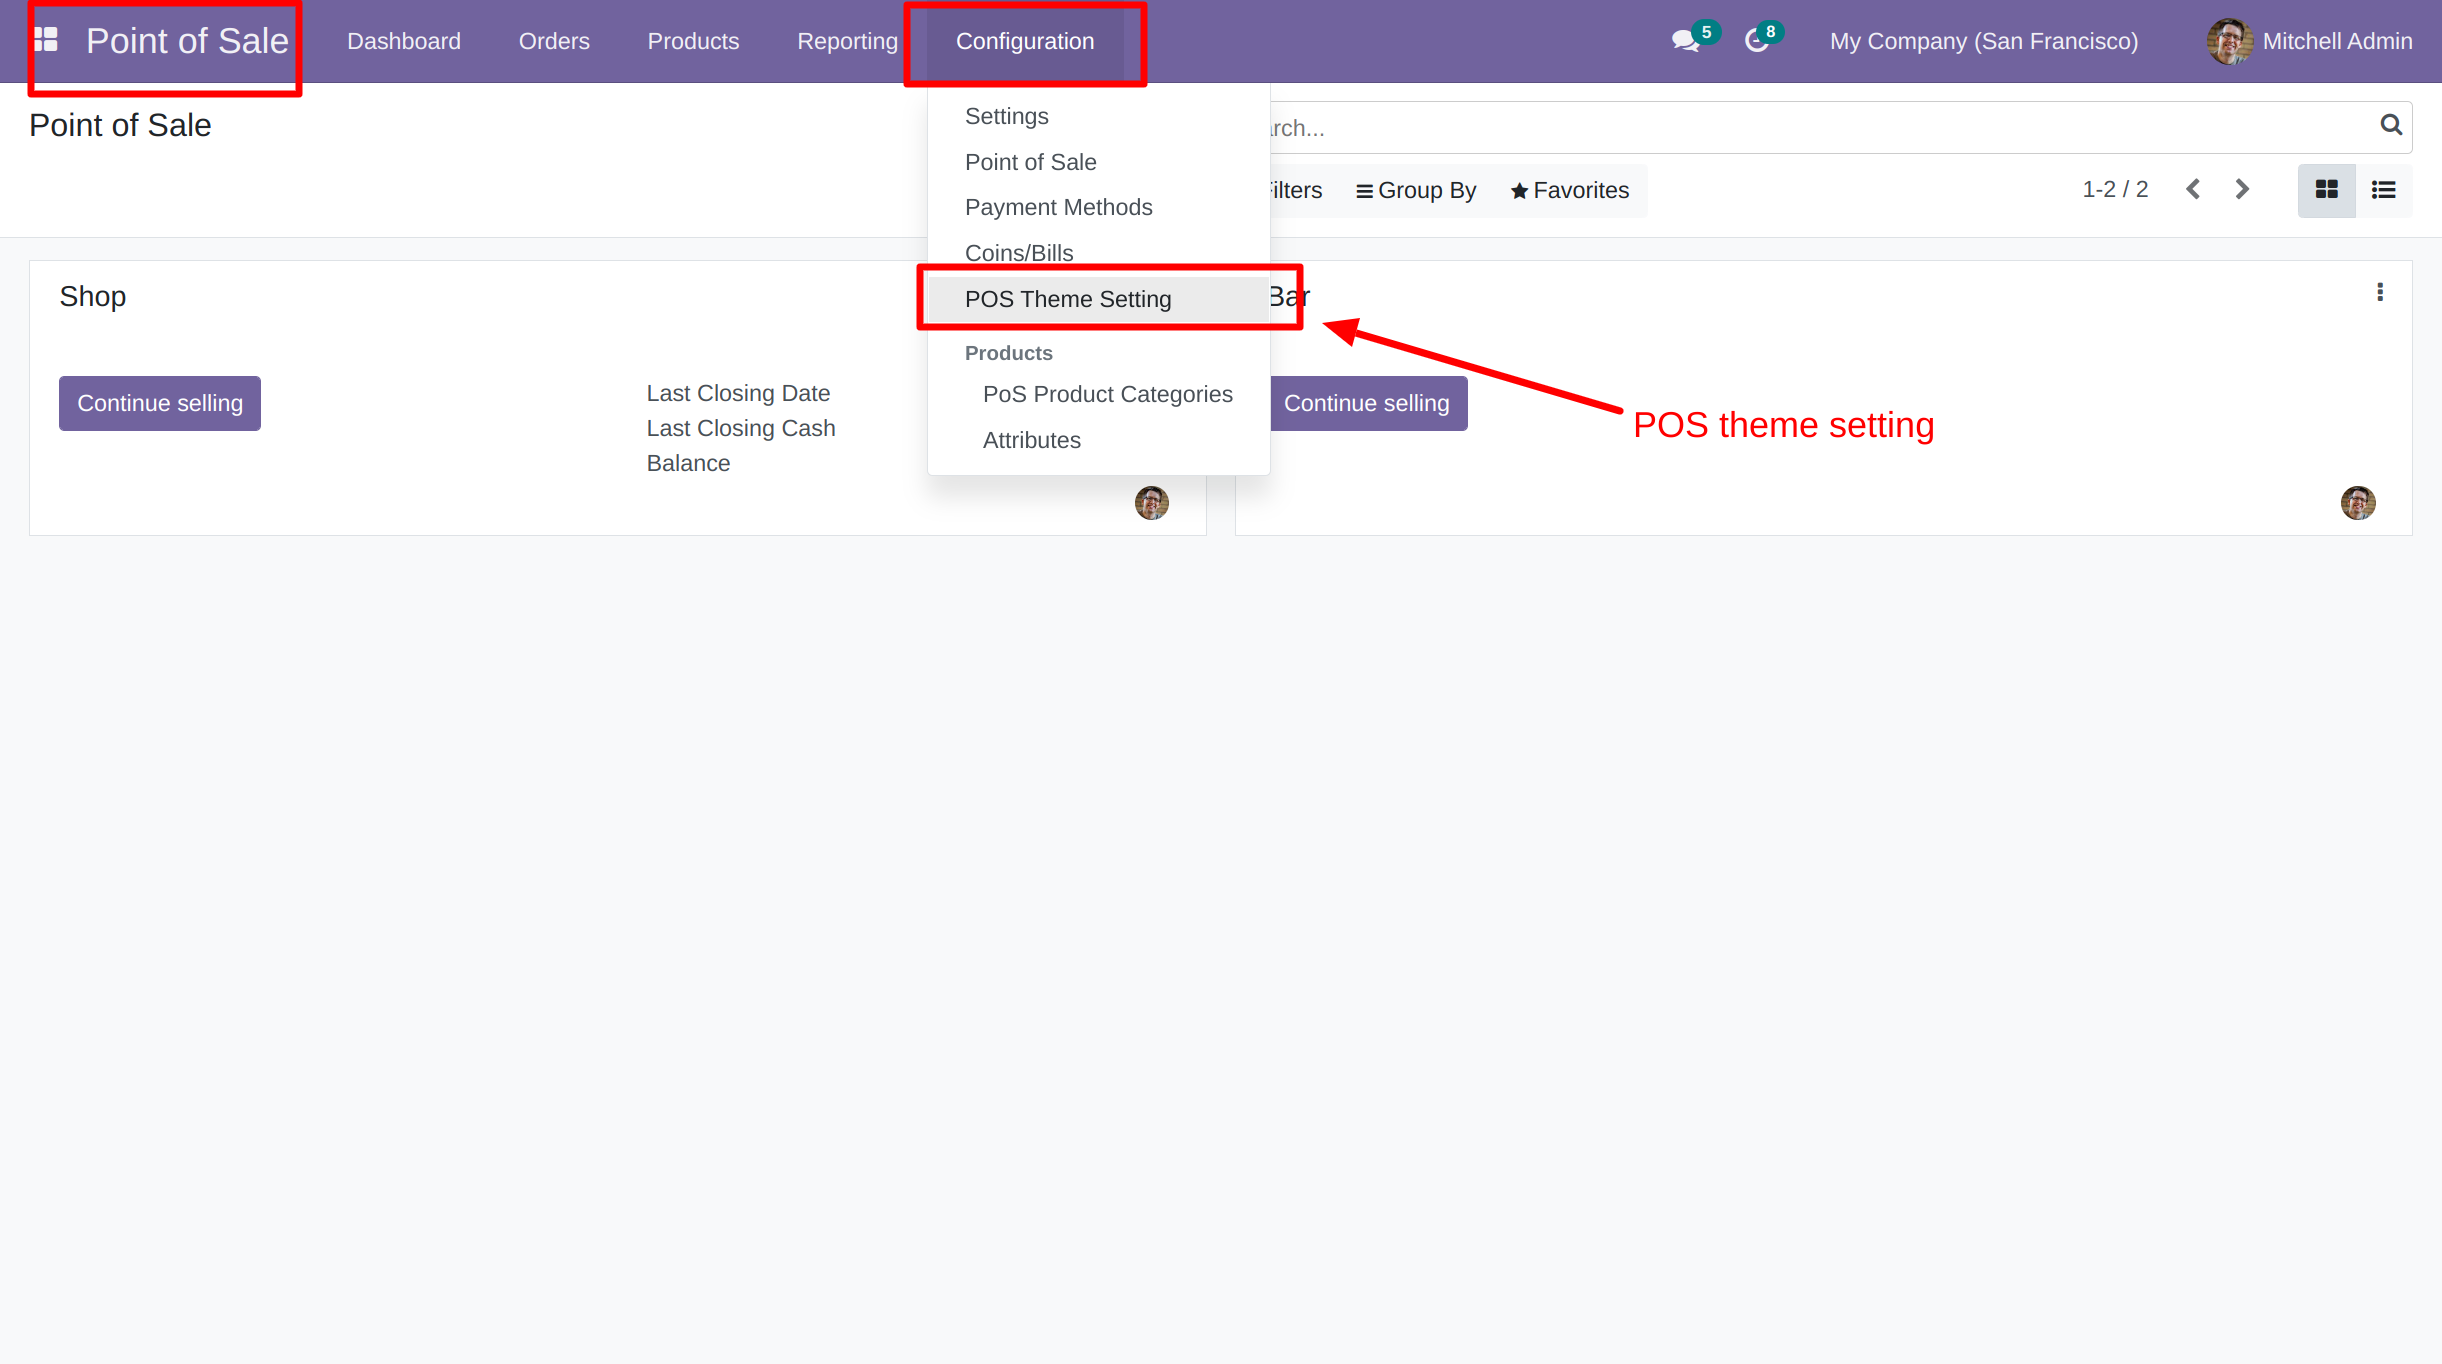 Point of Sale
Dashboard
Orders
Products
Reporting
Configuration
5
8
My Company (San Francisco)
Mitchell Admin
Point of Sale
Settings
Point of Sale
Payment Methods
Coins/Bills
POS Theme Setting
Products
PoS Product Categories
Attributes
arch...
Filters
Group By
Favorites
1-2 / 2
Shop
Continue selling
Last Closing Date
Last Closing Cash
Balance
Bar
Continue selling
POS theme setting